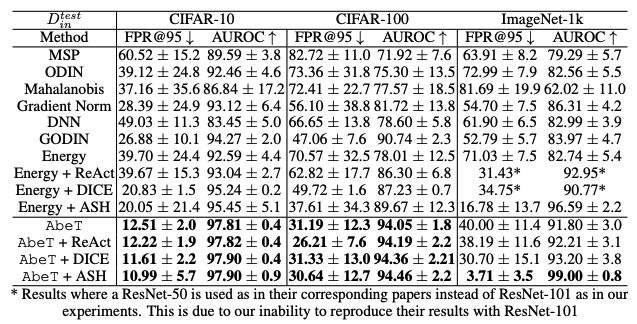 D_in^test CIFAR-10 CIFAR-100 ImageNet-1k
Method FPR@95 ↓ AUROC ↑ FPR@95 ↓ AUROC ↑ FPR@95 ↓ AUROC ↑
MSP 60.52 ± 15.2 89.59 ± 3.8 82.72 ± 11.0 71.92 ± 7.6 63.91 ± 8.2 79.29 ± 5.7
ODIN 39.12 ± 24.8 92.46 ± 4.6 73.36 ± 31.8 75.30 ± 13.5 72.99 ± 7.9 82.56 ± 5.5
Mahalanobis 37.16 ± 35.6 86.84 ± 17.2 72.41 ± 22.7 77.57 ± 18.5 81.69 ± 19.9 62.02 ± 11.0
Gradient Norm 28.39 ± 24.9 93.12 ± 6.4 56.10 ± 38.8 81.72 ± 13.8 54.70 ± 7.5 86.31 ± 4.2
DNN 49.03 ± 11.3 83.45 ± 5.0 66.65 ± 13.8 78.60 ± 5.8 61.90 ± 6.5 82.99 ± 3.9
GODIN 26.88 ± 10.1 94.27 ± 2.0 47.06 ± 7.6 90.74 ± 2.3 52.79 ± 5.7 83.97 ± 4.7
Energy 39.70 ± 24.4 92.59 ± 4.4 70.57 ± 32.5 78.01 ± 12.5 71.03 ± 7.5 82.74 ± 5.4
Energy + ReAct 39.67 ± 15.3 93.04 ± 2.7 62.82 ± 17.7 86.30 ± 6.8 31.43* 92.95*
Energy + DICE 20.83 ± 1.5 95.24 ± 0.2 49.72 ± 1.6 87.23 ± 0.7 34.75* 90.77*
Energy + ASH 20.05 ± 21.4 95.45 ± 5.1 37.61 ± 34.3 89.67 ± 12.3 16.78 ± 13.7 96.59 ± 2.2
AbeT 12.51 ± 2.0 97.81 ± 0.4 31.19 ± 12.3 94.05 ± 1.8 40.00 ± 11.4 91.80 ± 3.0
AbeT + ReAct 12.22 ± 1.9 97.82 ± 0.4 26.21 ± 7.6 94.19 ± 2.2 38.19 ± 11.6 92.21 ± 3.1
AbeT + DICE 11.61 ± 2.2 97.90 ± 0.4 31.33 ± 13.0 94.36 ± 2.21 30.70 ± 15.1 93.20 ± 3.8
AbeT + ASH 10.99 ± 5.7 97.90 ± 0.9 30.64 ± 12.7 94.46 ± 2.2 3.71 ± 3.5 99.00 ± 0.8
* Results where a ResNet-50 is used as in their corresponding papers instead of ResNet-101 as in our
experiments. This is due to our inability to reproduce their results with ResNet-101